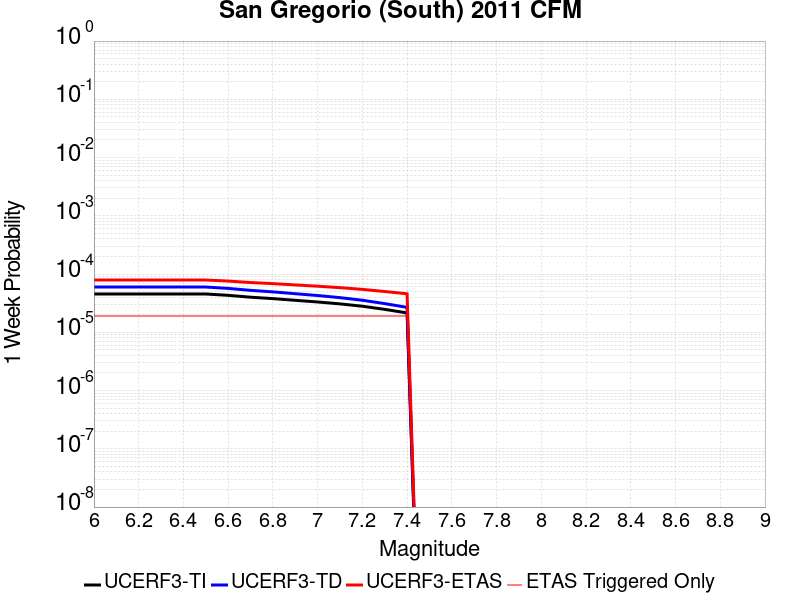 San Gregorio (South) 2011 CFM
10^0
10^-1
10^-2
10^-3
10^-4
10^-5
10^-6
10^-7
10^-8
1 Week Probability
6 6.2 6.4 6.6 6.8 7 7.2 7.4 7.6 7.8 8 8.2 8.4 8.6 8.8 9
Magnitude
UCERF3-TI UCERF3-TD UCERF3-ETAS ETAS Triggered Only